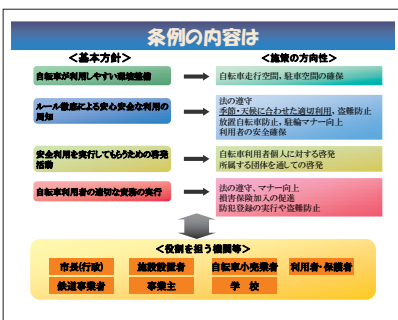 条例の内容は
＜基本方針＞
＜施策の方向性＞
自転車が利用しやすい環境整備
自転車走行空間、駐車空間の確保
ルール徹底による安心安全な利用の
周知
法の遵守
季節・天候に合わせた適切利用、盗難防止
放置自転車防止、駐輪マナー向上
利用者の安全確保
安全利用を実行してもらうための啓発
活動
自転車利用者個人に対する啓発
所属する団体を通しての啓発
自転車利用者の適切な責務の実行
法の遵守、マナー向上
損害保険加入の促進
防犯登録の実行や盗難防止
＜役割を担う機関等＞
市長(行政)
施設設置者
自転車小売業者
利用者・保護者
鉄道事業者
事業主
学 校